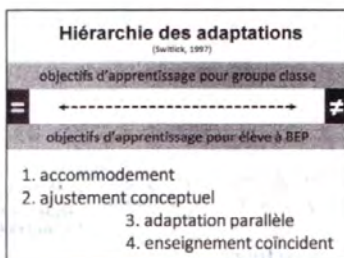 Hiérarchie des adaptations
(Switlick, 1997)
objectifs d'apprentissage pour groupe classe
= ≠
objectifs d'apprentissage pour élève à BEP
1. accommodement
2. ajustement conceptuel
3. adaptation parallèle
4. enseignement coïncident